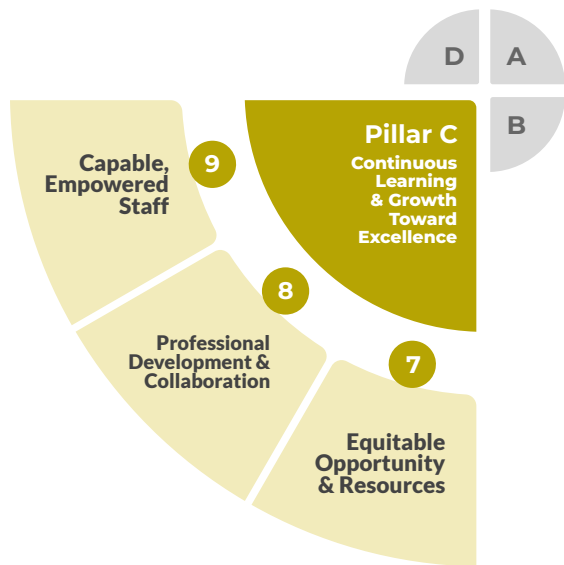 D
A
B
Pillar C
Continuous
Learning
& Growth
Toward
Excellence
9
Capable,
Empowered
Staff
8
Professional
Development &
Collaboration
7
Equitable
Opportunity
& Resources